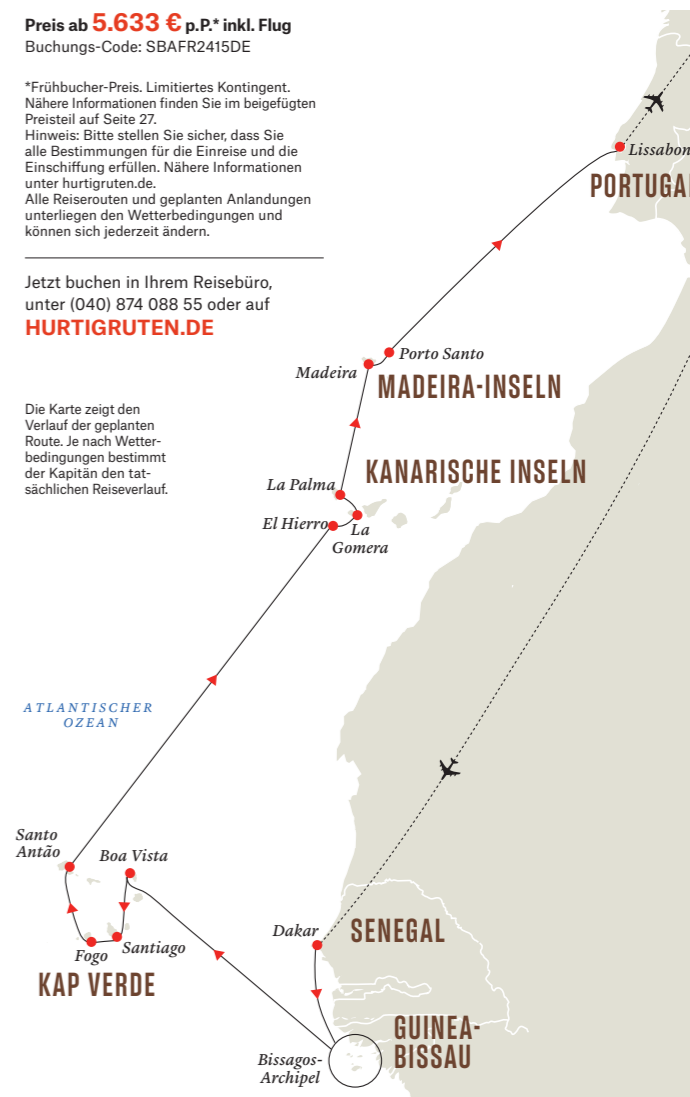 Preis ab 5.633 € p.P.* inkl. Flug
Buchungs-Code: SBAFR2415DE
*Frühbucher-Preis. Limitiertes Kontingent.
Nähere Informationen finden Sie im beigefügten
Preisteil auf Seite 27.
Hinweis: Bitte stellen Sie sicher, dass Sie
alle Bestimmungen für die Einreise und die
Einschiffung erfüllen. Nähere Informationen
unter hurtigruten.de.
Alle Reiserouten und geplanten Anlandungen
unterliegen den Wetterbedingungen und
können sich jederzeit ändern.
Jetzt buchen in Ihrem Reisebüro,
unter (040) 874 088 55 oder auf
HURTIGRUTEN.DE
Die Karte zeigt den
Verlauf der geplanten
Route. Je nach Wetter-
bedingungen bestimmt
der Kapitän den tat-
sächlichen Reiseverlauf.
Lissabon
PORTUGAL
Porto Santo
Madeira
MADEIRA-INSELN
KANARISCHE INSELN
La Palma
El Hierro
La
Gomera
ATLANTISCHER
OZEAN
Santo
Antão
Boa Vista
Fogo
Santiago
KAP VERDE
Dakar
SENEGAL
GUINEA-
BISSAU
Bissagos-
Archipel